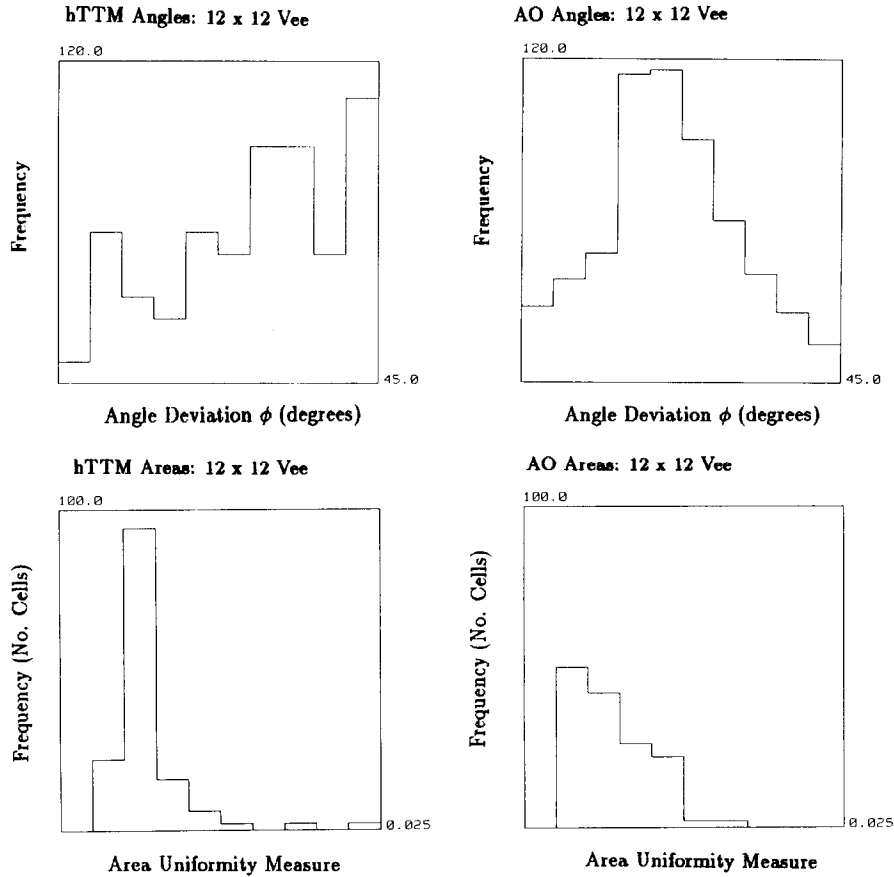 hTTM Angles: 12 x 12 Vee
120.0
Frequency
45.0
Angle Deviation ϕ (degrees)
AO Angles: 12 x 12 Vee
120.0
Frequency
45.0
Angle Deviation ϕ (degrees)
hTTM Areas: 12 x 12 Vee
100.0
Frequency (No. Cells)
0.025
Area Uniformity Measure
AO Areas: 12 x 12 Vee
100.0
Frequency (No. Cells)
0.025
Area Uniformity Measure